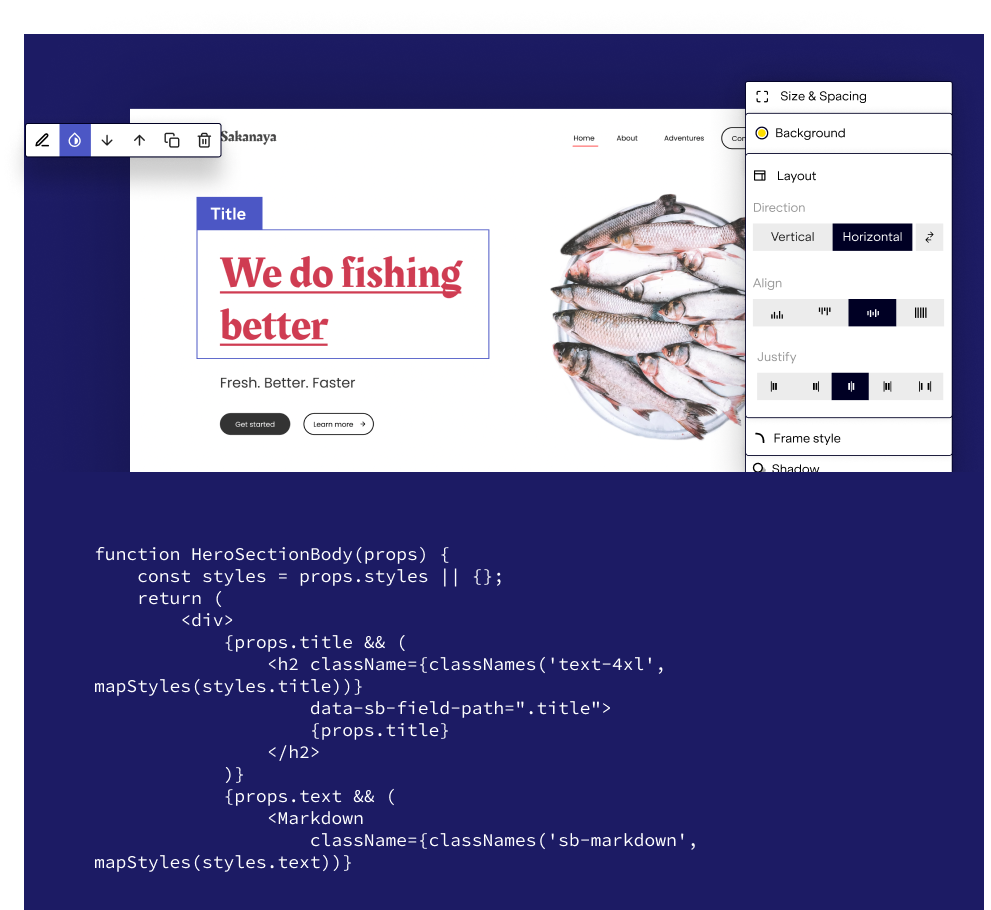 Size & Spacing
Background
Sakanaya
Home
About
Adventures
Layout
Direction
Title
Vertical
Horizontal
We do fishing
better
Align
Justify
Fresh. Better. Faster
Get started
Learn more
Frame style
Shadow
function HeroSectionBody(props) {
    const styles = props.styles || {};
    return (
        <div>
            {props.title && (
                <h2 className={classNames('text-4xl',
mapStyles(styles.title))}
                    data-sb-field-path=".title">
                    {props.title}
                </h2>
            )}
            {props.text && (
                <Markdown
                    className={classNames('sb-markdown',
mapStyles(styles.text))}